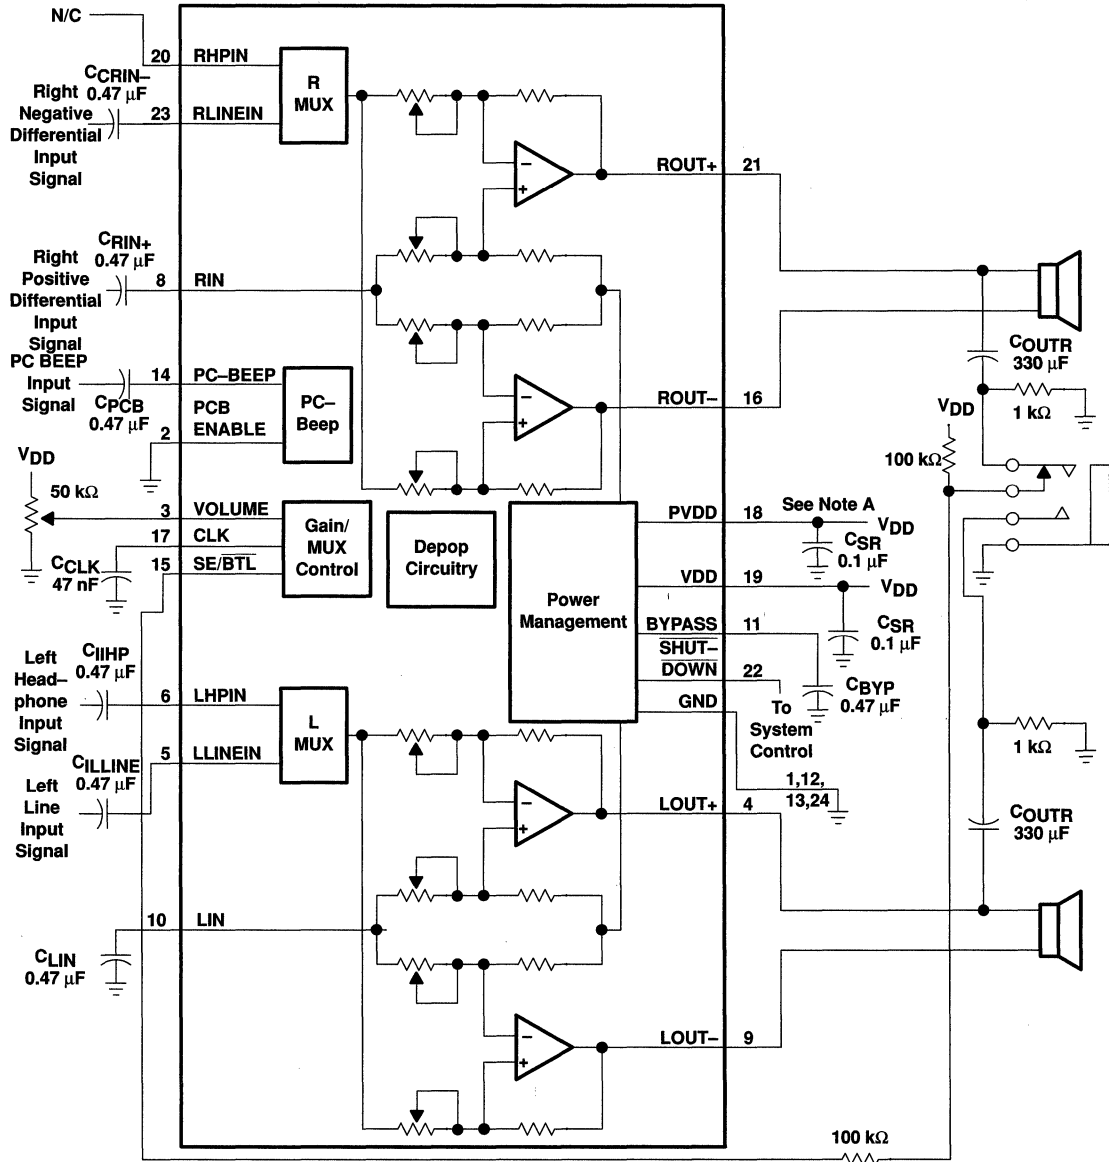 N/C
20 RHPIN
CCRIN–
0.47 µF
Right
Negative
Differential
Input
Signal
23 RLINEIN
R
MUX
–
+
ROUT+ 21
CRIN+
0.47 µF
Right
Positive
Differential
Input
Signal
8 RIN
PC BEEP
Input
Signal
14 PC–BEEP
CPCB
0.47 µF
PCB
2 ENABLE
PC–
Beep
–
+
ROUT– 16
COUTR
330 µF
1 kΩ
VDD
100 kΩ
VDD
50 kΩ
3 VOLUME
17 CLK
CCLK
47 nF
15 SE/BTL
Gain/
MUX
Control
Depop
Circuitry
Power
Management
PVDD 18
See Note A
VDD
CSR
0.1 µF
VDD 19
VDD
CSR
0.1 µF
BYPASS 11
SHUT–
DOWN 22
CBYP
0.47 µF
To
System
Control
GND
1,12,
13,24
Left
Head–
phone
Input
Signal
CIIHP
0.47 µF
6 LHPIN
CILLINE
0.47 µF
5 LLINEIN
Left
Line
Input
Signal
L
MUX
–
+
LOUT+ 4
1 kΩ
COUTR
330 µF
10 LIN
CLIN
0.47 µF
–
+
LOUT– 9
100 kΩ